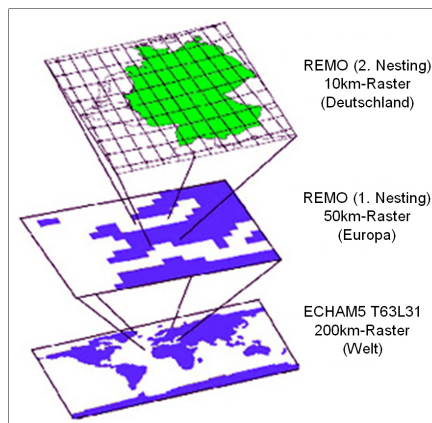 REMO (2. Nesting)
10km-Raster
(Deutschland)
REMO (1. Nesting)
50km-Raster
(Europa)
ECHAM5 T63L31
200km-Raster
(Welt)